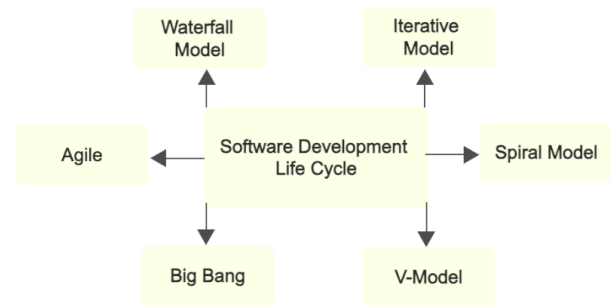 Waterfall
Model
Iterative
Model
Agile
Software Development
Life Cycle
Spiral Model
Big Bang
V-Model